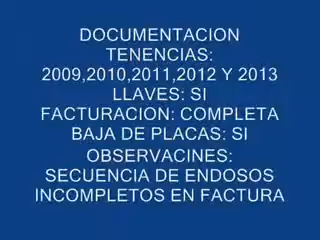 DOCUMENTACION
TENENCIAS:
2009,2010,2011,2012 Y 2013
LLAVES: SI
FACTURACION: COMPLETA
BAJA DE PLACAS: SI
OBSERVACINES:
SECUENCIA DE ENDOSOS
INCOMPLETOS EN FACTURA